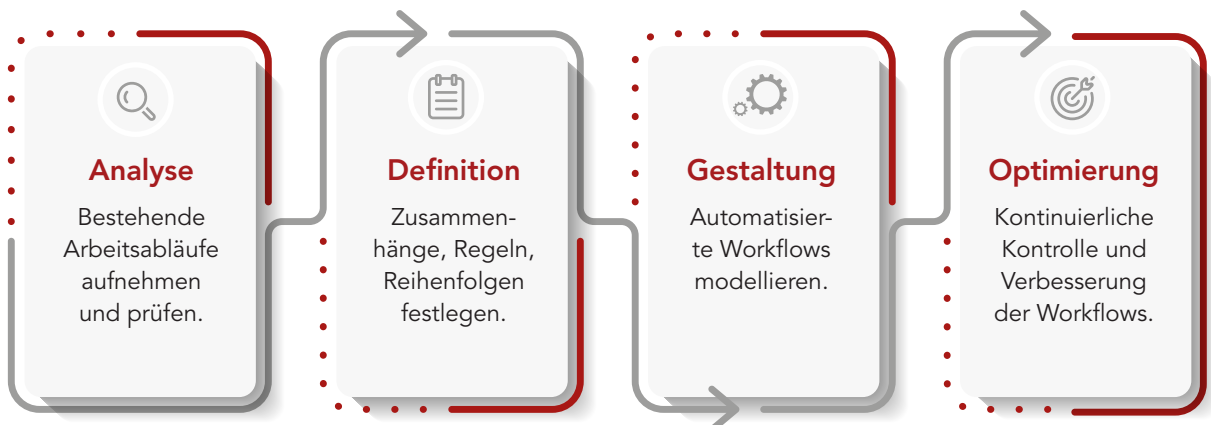 Analyse
Bestehende
Arbeitsabläufe
aufnehmen
und prüfen.
Definition
Zusammen-
hänge, Regeln,
Reihenfolgen
festlegen.
Gestaltung
Automatisier-
te Workflows
modellieren.
Optimierung
Kontinuierliche
Kontrolle und
Verbesserung
der Workflows.